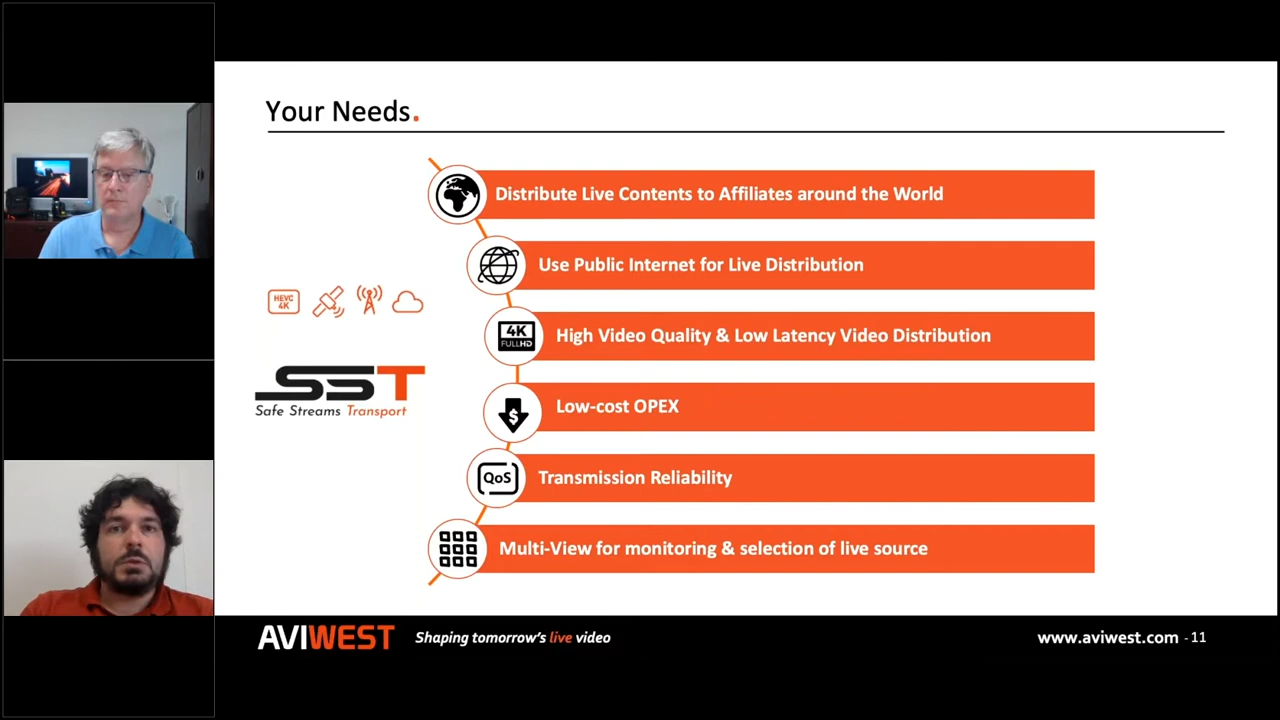 Your Needs.
Distribute Live Contents to Affiliates around the World
Use Public Internet for Live Distribution
HEVC
4K
4K
FULLHD
High Video Quality & Low Latency Video Distribution
SST
Safe Streams Transport
$
Low-cost OPEX
QoS
Transmission Reliability
Multi-View for monitoring & selection of live source
AVIWEST
Shaping tomorrow's live video
www.aviwest.com - 11